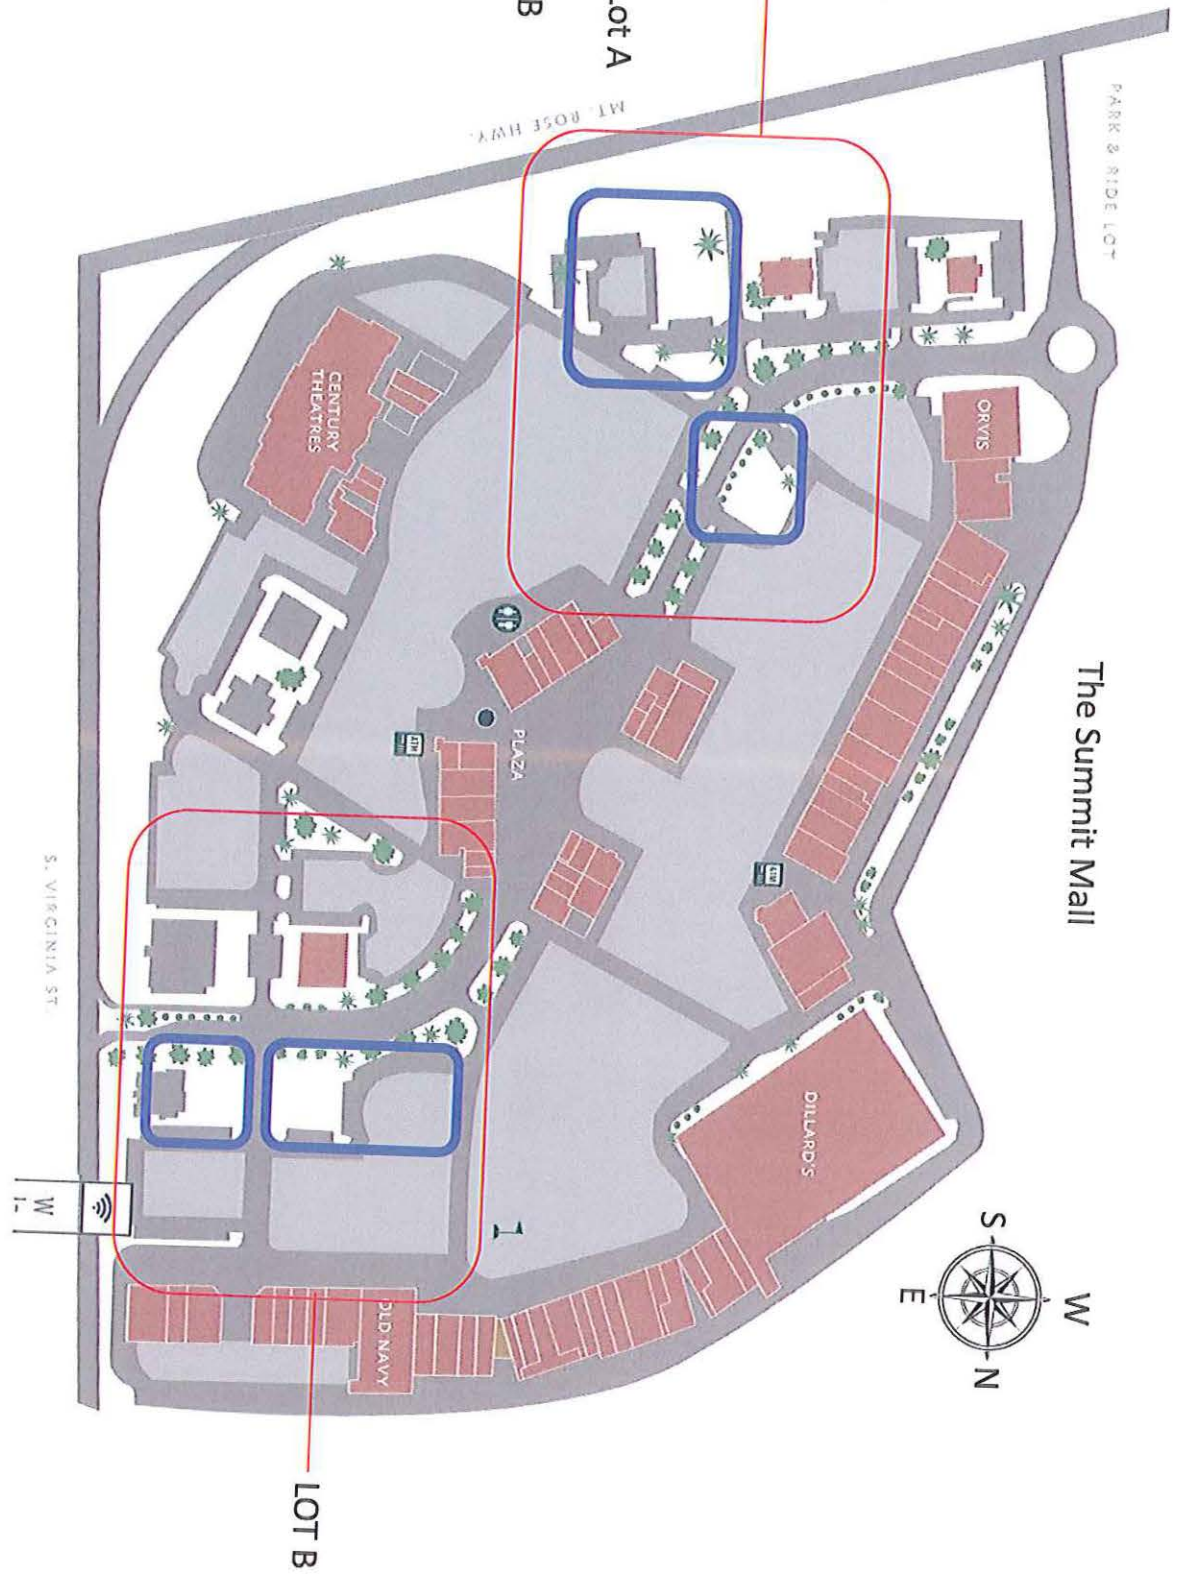 The Summit Mall
PARK & RIDE LOT
MT. ROSE HWY.
Lot A
B
ORVIS
CENTURY
THEATRES
PLAZA
ATM
ATM
DILLARD'S
OLD NAVY
S. VIRGINIA ST.
W
S
N
E
W
LOT B